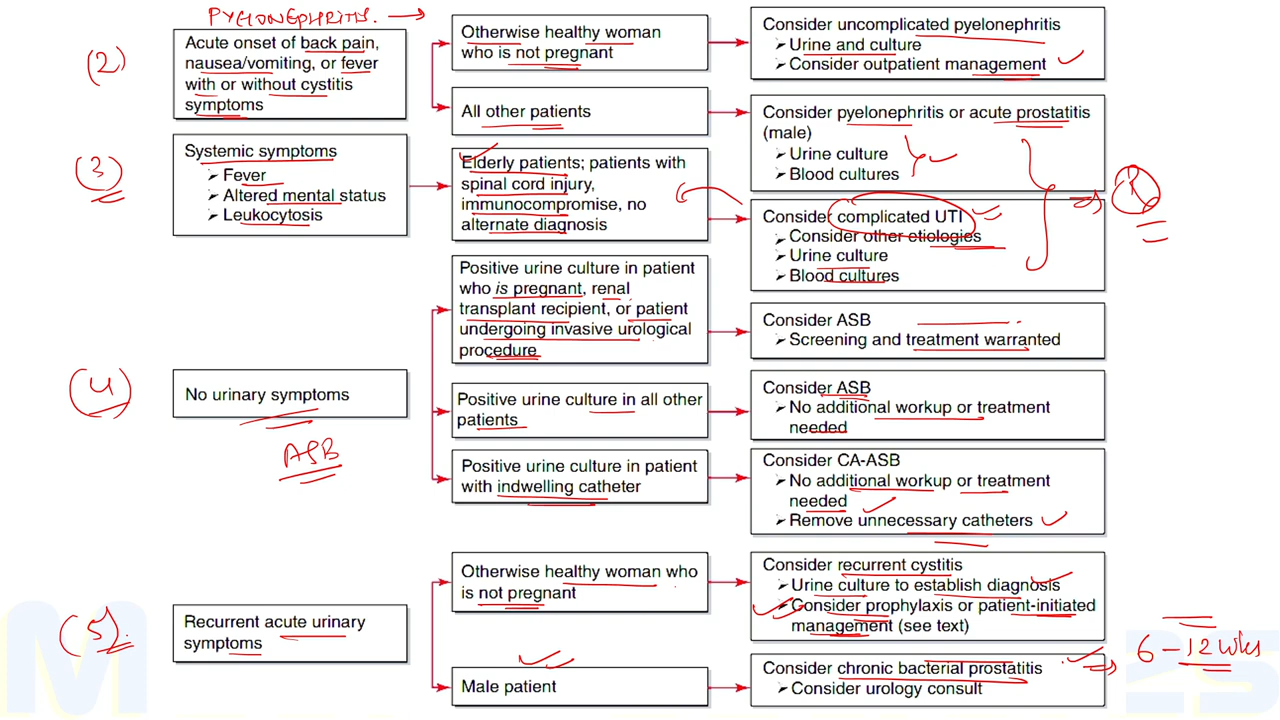 PYELONEPHRITIS.
(2)
Acute onset of back pain,
nausea/vomiting, or fever
with or without cystitis
symptoms
Otherwise healthy woman
who is not pregnant
Consider uncomplicated pyelonephritis
➤ Urine and culture
➤ Consider outpatient management
All other patients
Consider pyelonephritis or acute prostatitis
(male)
➤ Urine culture
➤ Blood cultures
(3)
Systemic symptoms
➤ Fever
➤ Altered mental status
➤ Leukocytosis
Elderly patients; patients with
spinal cord injury,
immunocompromise, no
alternate diagnosis
Consider complicated UTI
➤ Consider other etiologies
➤ Urine culture
➤ Blood cultures
(4)
No urinary symptoms
ASB
Positive urine culture in patient
who is pregnant, renal
transplant recipient, or patient
undergoing invasive urological
procedure
Consider ASB
➤ Screening and treatment warranted
Positive urine culture in all other
patients
Consider ASB
➤ No additional workup or treatment
needed
Positive urine culture in patient
with indwelling catheter
Consider CA-ASB
➤ No additional workup or treatment
needed
➤ Remove unnecessary catheters
(5).
Recurrent acute urinary
symptoms
Otherwise healthy woman who
is not pregnant
Consider recurrent cystitis
➤ Urine culture to establish diagnosis
➤ Consider prophylaxis or patient-initiated
management (see text)
Male patient
Consider chronic bacterial prostatitis
➤ Consider urology consult
6 – 12 wks